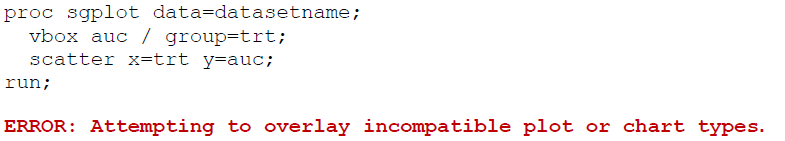 proc sgplot data=datasetname;
vbox auc / group=trt;
scatter x=trt y=auc;
run;
ERROR: Attempting to overlay incompatible plot or chart types.